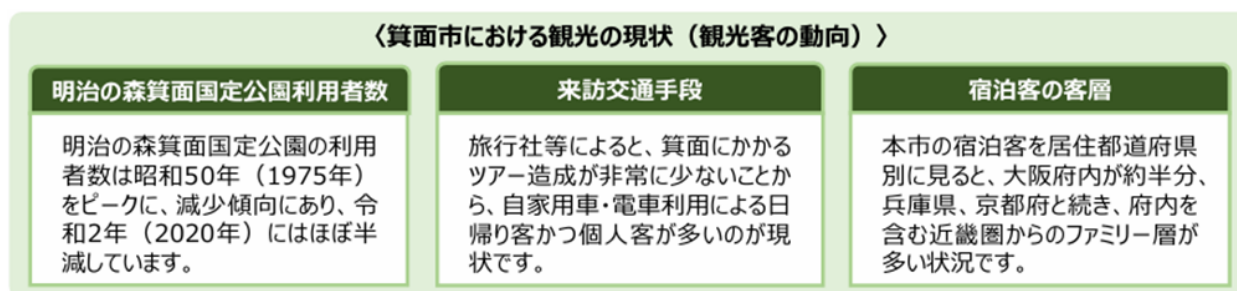 〈箕面市における観光の現状（観光客の動向）〉
明治の森箕面国定公園利用者数
明治の森箕面国定公園の利用
者数は昭和50年（1975年）
をピークに、減少傾向にあり、令
和2年（2020年）にはほぼ半
減しています。
来訪交通手段
旅行社等によると、箕面にかかる
ツアー造成が非常に少ないことか
ら、自家用車・電車利用による日
帰り客かつ個人客が多いのが現
状です。
宿泊客の客層
本市の宿泊客を居住都道府県
別に見ると、大阪府内が約半分、
兵庫県、京都府と続き、府内を
含む近畿圏からのファミリー層が
多い状況です。